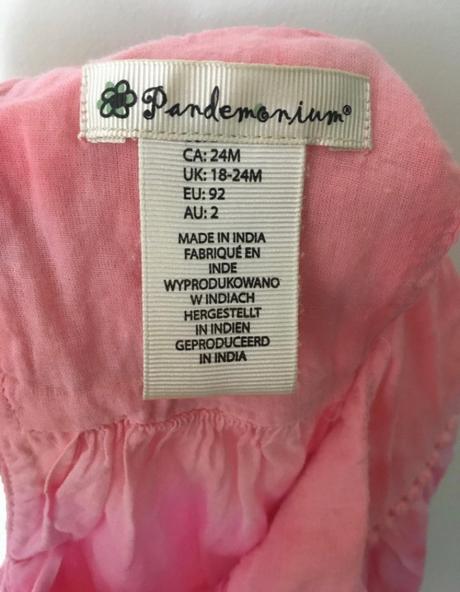 Pandemonium®
CA: 24M
UK: 18-24M
EU: 92
AU: 2
MADE IN INDIA
FABRIQUÉ EN
INDE
WYPRODUKOWANO
W INDIACH
HERGESTELLT
IN INDIEN
GEPRODUCEERD
IN INDIA